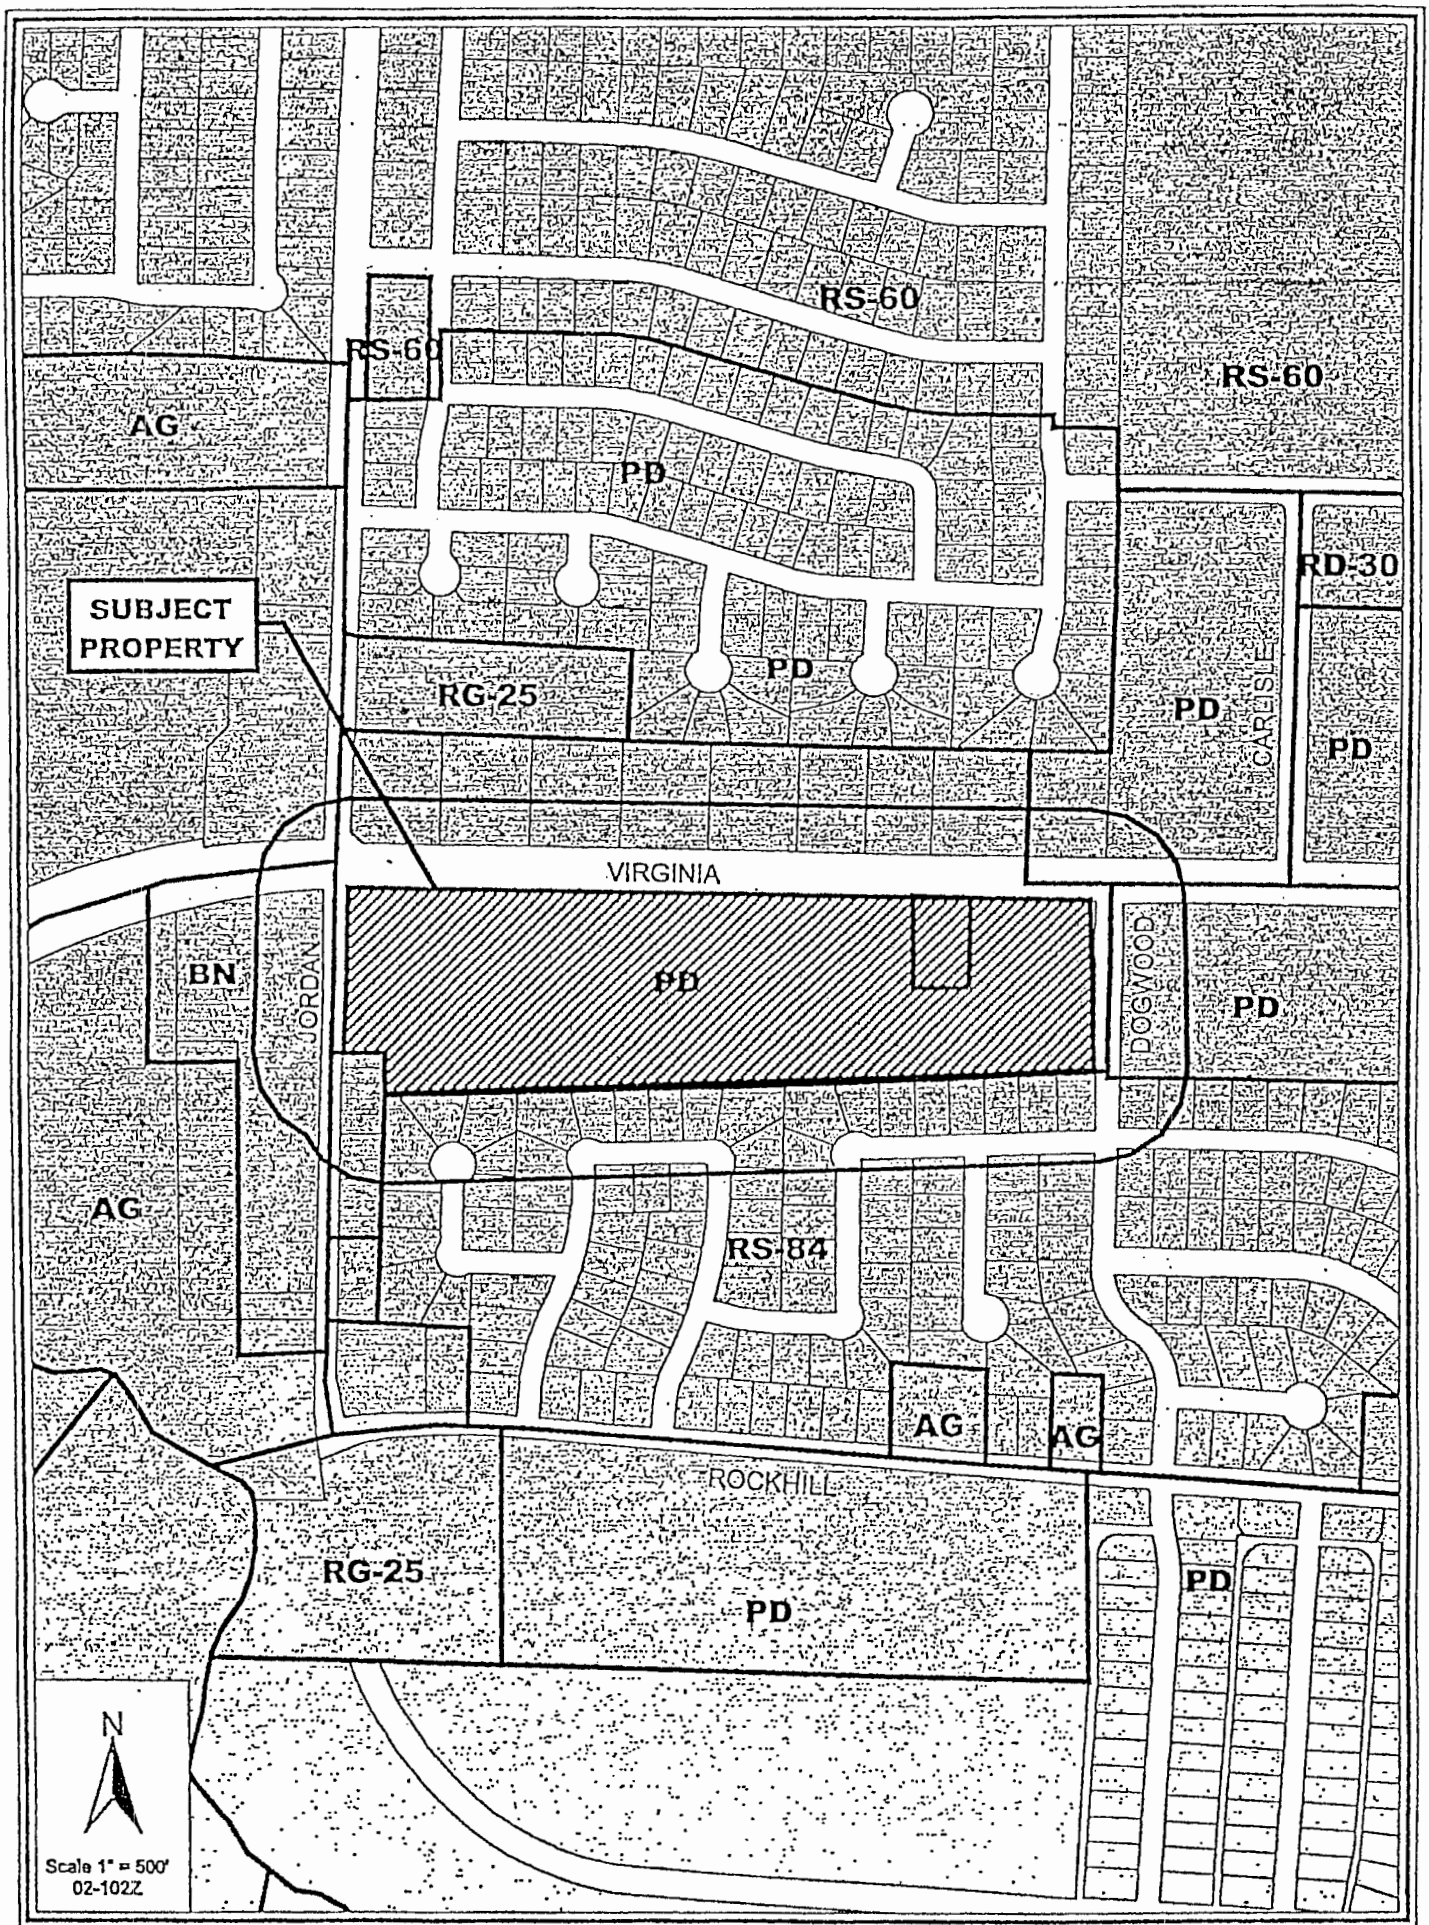 RS-60
RS-60
RS-60
AG
PD
RD-30
SUBJECT
PROPERTY
PD
RG-25
PD
CARLISLE
PD
VIRGINIA
BN
JORDAN
PD
DOGWOOD
PD
AG
RS-84
AG
AG
ROCKHILL
RG-25
PD
PD
N
Scale 1" = 500'
02-102Z